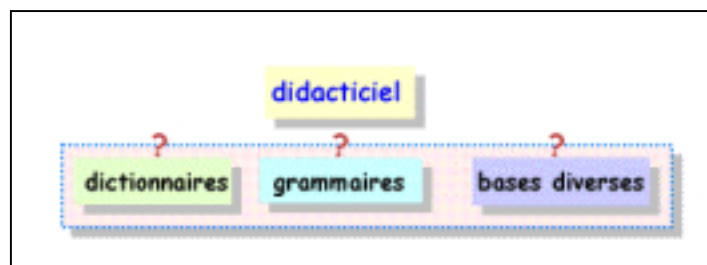 didacticiel
? ? ?
dictionnaires grammaires bases diverses